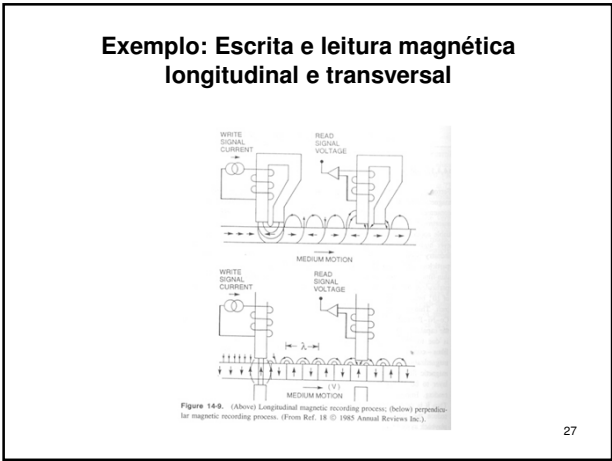 Exemplo: Escrita e leitura magnética
longitudinal e transversal
WRITE
SIGNAL
CURRENT
READ
SIGNAL
VOLTAGE
MEDIUM MOTION
WRITE
SIGNAL
CURRENT
READ
SIGNAL
VOLTAGE
λ
(V)
MEDIUM MOTION
Figure 14-9. (Above) Longitudinal magnetic recording process; (below) perpendicu-
lar magnetic recording process. (From Ref. 18 © 1985 Annual Reviews Inc.).
27